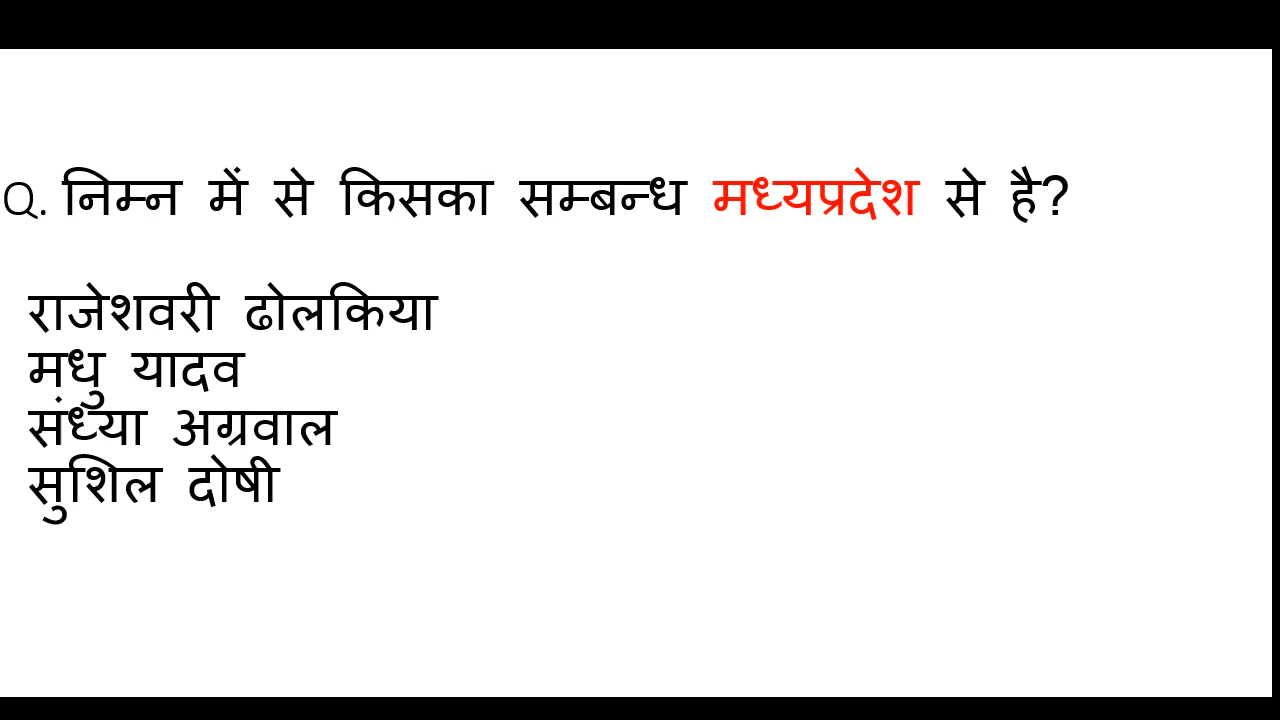 Q. निम्न में से किसका सम्बन्ध मध्यप्रदेश से है?
राजेशवरी ढोलकिया
मधु यादव
संध्या अग्रवाल
सुशिल दोषी